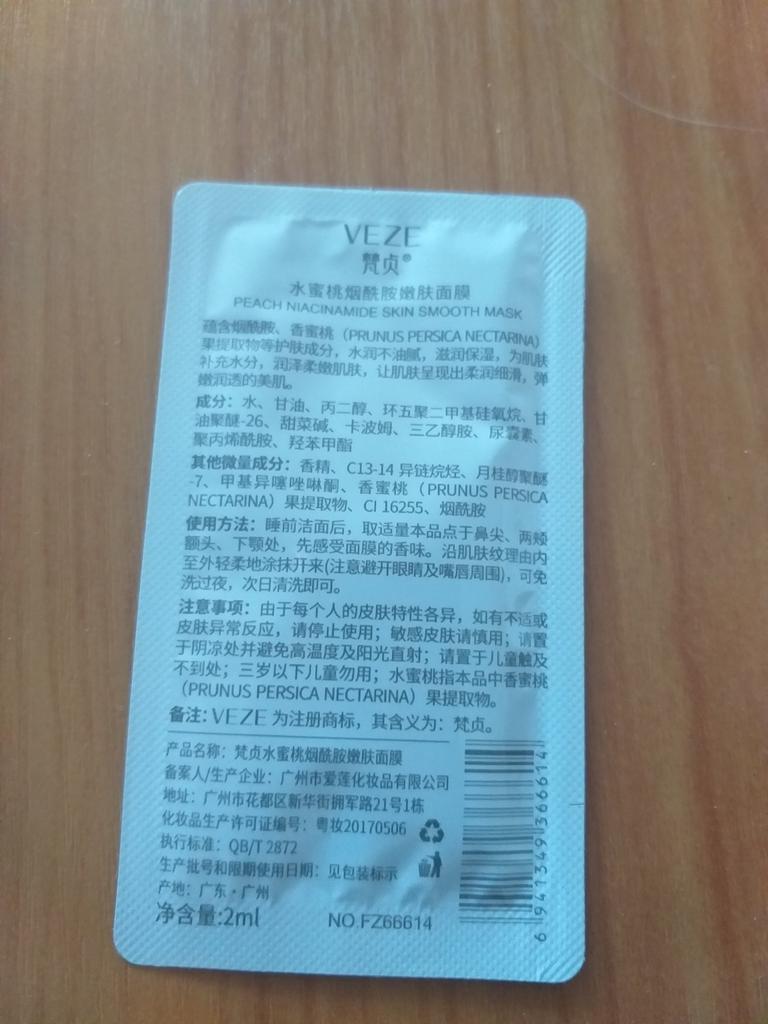 VEZE
梵贞®
水蜜桃烟酰胺嫩肤面膜
PEACH NIACINAMIDE SKIN SMOOTH MASK
蕴含烟酰胺、香蜜桃（PRUNUS PERSICA NECTARINA）
果提取物等护肤成分，水润不油腻，滋润保湿，为肌肤
补充水分，润泽柔嫩肌肤，让肌肤呈现出柔润细滑，弹
嫩润透的美肌。
成分：水、甘油、丙二醇、环五聚二甲基硅氧烷、甘
油聚醚-26、甜菜碱、卡波姆、三乙醇胺、尿囊素、
聚丙烯酰胺、羟苯甲酯
其他微量成分：香精、C13-14 异链烷烃、月桂醇聚醚
-7、甲基异噻唑啉酮、香蜜桃（PRUNUS PERSICA
NECTARINA）果提取物、CI 16255、烟酰胺
使用方法：睡前洁面后，取适量本品点于鼻尖、两颊
额头、下颚处，先感受面膜的香味。沿肌肤纹理由内
至外轻柔地涂抹开来(注意避开眼睛及嘴唇周围)，可免
洗过夜，次日清洗即可。
注意事项：由于每个人的皮肤特性各异，如有不适或
皮肤异常反应，请停止使用；敏感皮肤请慎用；请置
于阴凉处并避免高温度及阳光直射；请置于儿童触及
不到处；三岁以下儿童勿用；水蜜桃指本品中香蜜桃
（PRUNUS PERSICA NECTARINA）果提取物。
备注：VEZE 为注册商标，其含义为：梵贞。
产品名称：梵贞水蜜桃烟酰胺嫩肤面膜
备案人/生产企业：广州市爱莲化妆品有限公司
地址：广州市花都区新华街拥军路21号1栋
化妆品生产许可证编号：粤妆20170506
执行标准：QB/T 2872
生产批号和限期使用日期：见包装标示
产地：广东·广州
净含量:2ml
NO.FZ66614
6 941349 366614